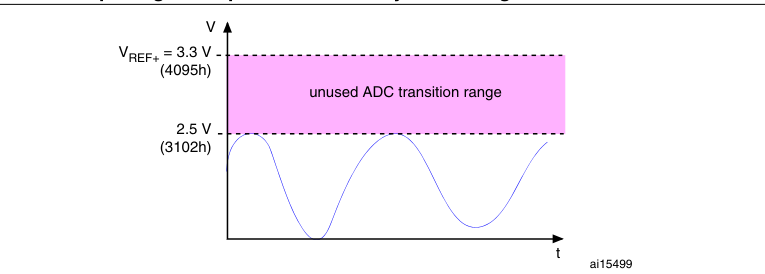 V
VREF+ = 3.3 V
(4095h)
unused ADC transition range
2.5 V
(3102h)
t
ai15499